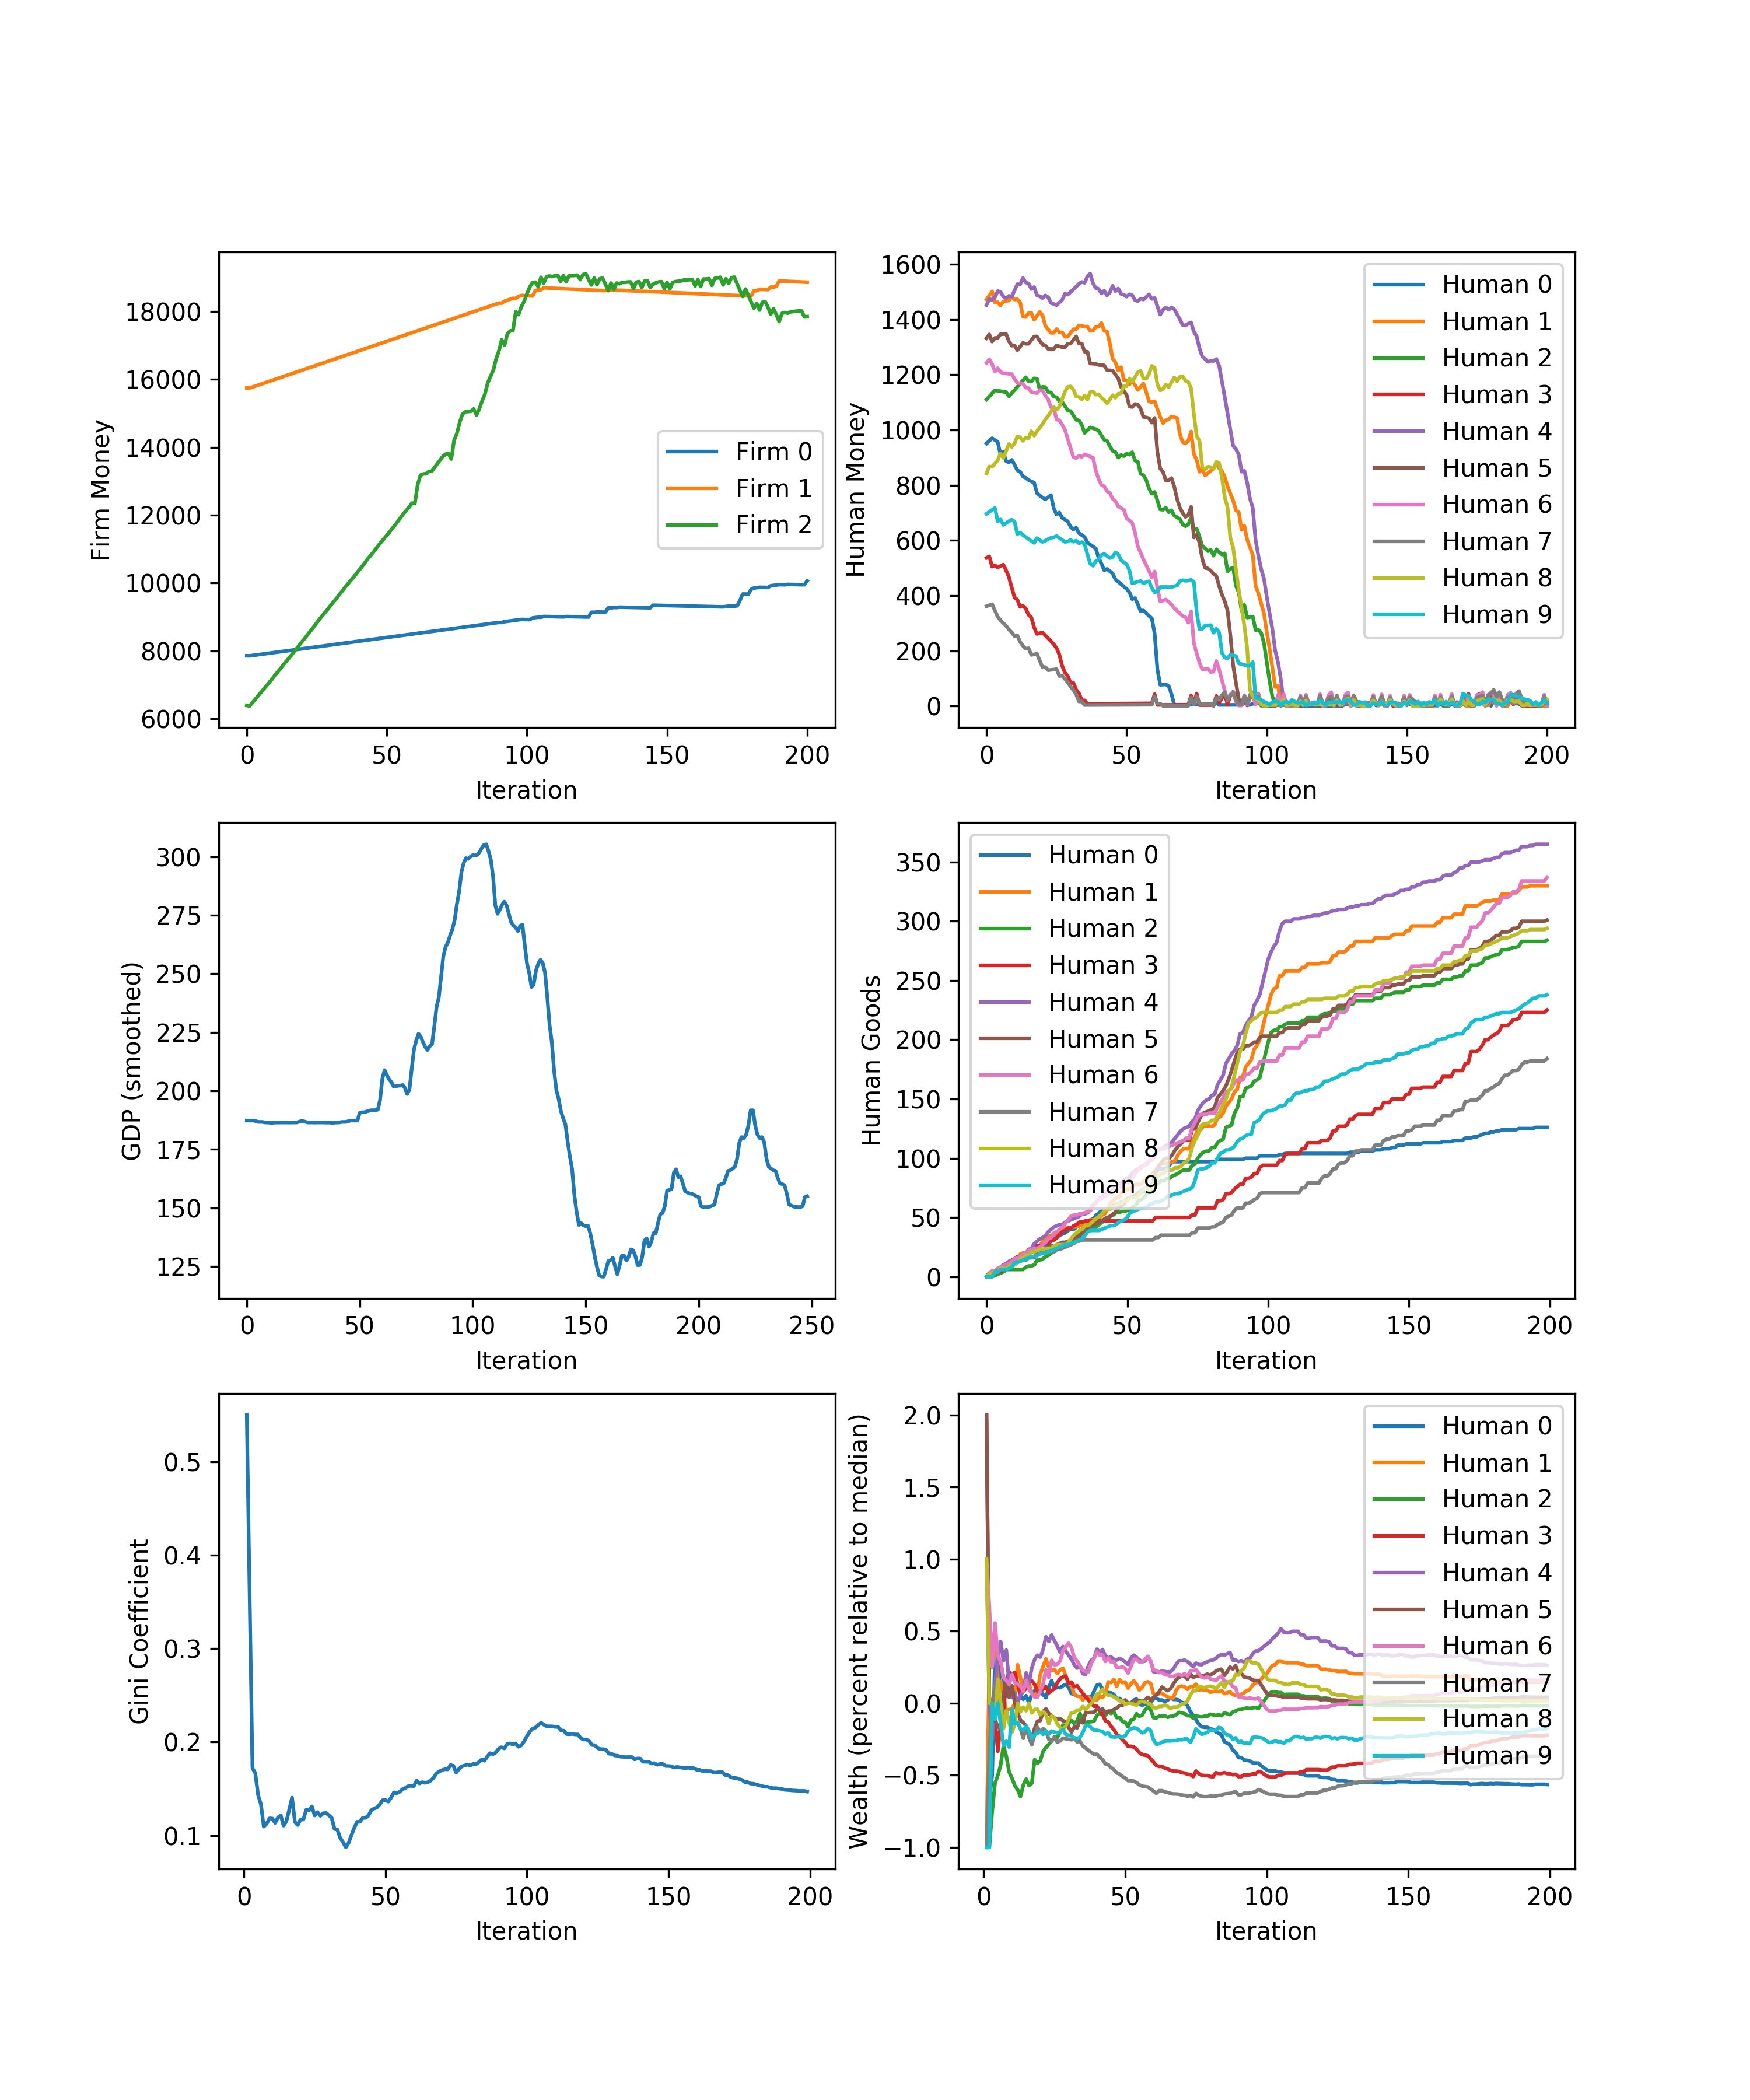 Firm Money
18000
16000
14000
12000
10000
8000
6000
Firm 0
Firm 1
Firm 2
0 50 100 150 200
Iteration
Human Money
1600
1400
1200
1000
800
600
400
200
0
Human 0
Human 1
Human 2
Human 3
Human 4
Human 5
Human 6
Human 7
Human 8
Human 9
0 50 100 150 200
Iteration
GDP (smoothed)
300
275
250
225
200
175
150
125
0 50 100 150 200 250
Iteration
Human Goods
350
300
250
200
150
100
50
0
Human 0
Human 1
Human 2
Human 3
Human 4
Human 5
Human 6
Human 7
Human 8
Human 9
0 50 100 150 200
Iteration
Gini Coefficient
0.5
0.4
0.3
0.2
0.1
0 50 100 150 200
Iteration
Wealth (percent relative to median)
2.0
1.5
1.0
0.5
0.0
−0.5
−1.0
Human 0
Human 1
Human 2
Human 3
Human 4
Human 5
Human 6
Human 7
Human 8
Human 9
0 50 100 150 200
Iteration